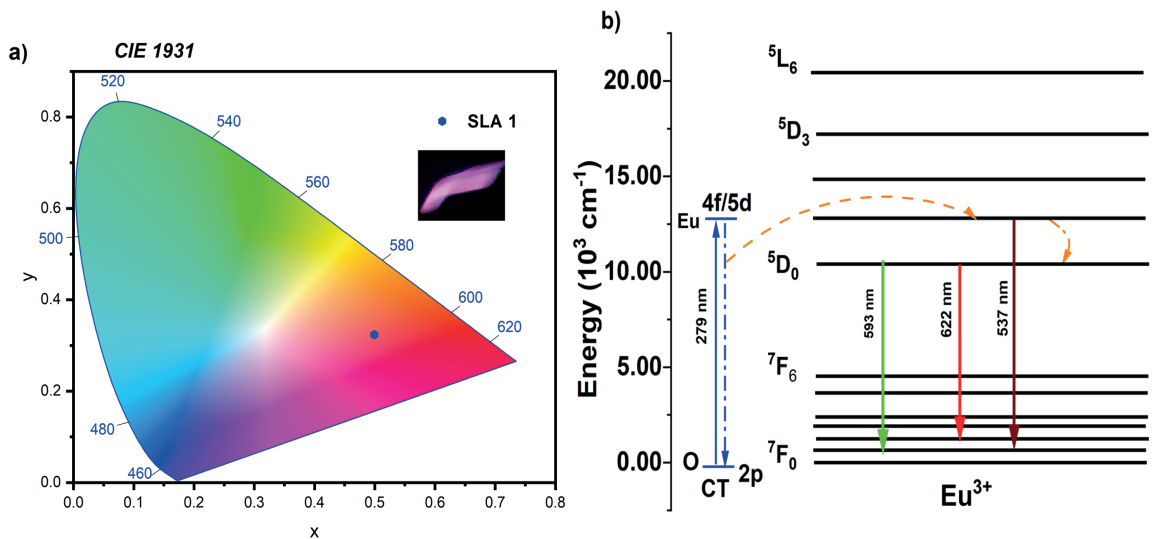 a)
CIE 1931
520
540
560
580
600
620
500
480
460
SLA 1
0.8
0.6
0.4
0.2
0.0
y
0.0 0.1 0.2 0.3 0.4 0.5 0.6 0.7 0.8
x
b)
Energy (10³ cm⁻¹)
20.00
15.00
10.00
5.00
0.00
⁵L₆
⁵D₃
⁵D₀
⁷F₆
⁷F₀
Eu 4f/5d
279 nm
O 2p
CT
593 nm
622 nm
537 nm
Eu³⁺